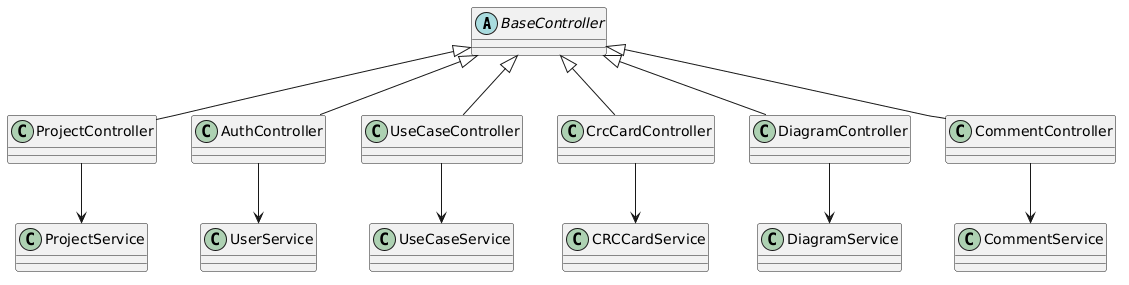 A BaseController
C ProjectController
C AuthController
C UseCaseController
C CrcCardController
C DiagramController
C CommentController
C ProjectService
C UserService
C UseCaseService
C CRCCardService
C DiagramService
C CommentService